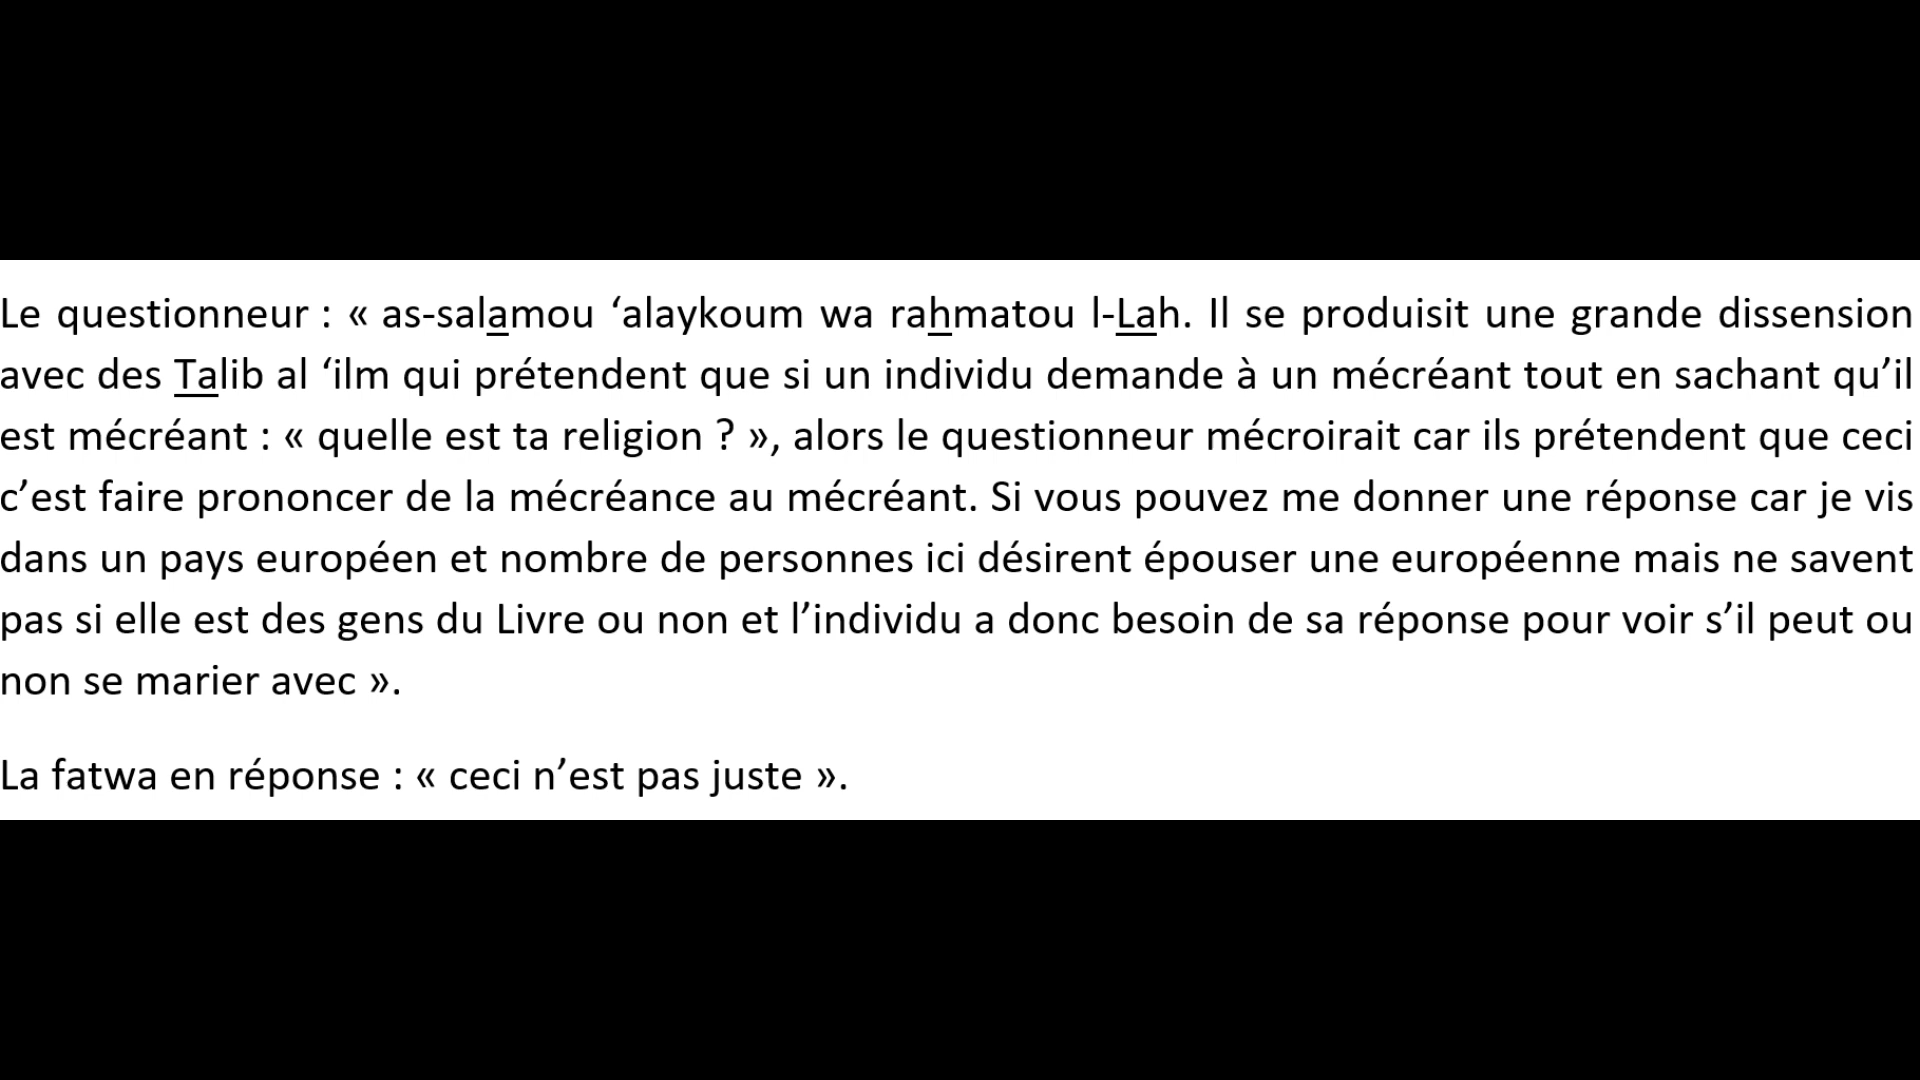 Le questionneur : « as-salamou ‘alaykoum wa rahmatou l-Lah. Il se produisit une grande dissension
avec des Talib al ‘ilm qui prétendent que si un individu demande à un mécréant tout en sachant qu’il
est mécréant : « quelle est ta religion ? », alors le questionneur mécroirait car ils prétendent que ceci
c’est faire prononcer de la mécréance au mécréant. Si vous pouvez me donner une réponse car je vis
dans un pays européen et nombre de personnes ici désirent épouser une européenne mais ne savent
pas si elle est des gens du Livre ou non et l’individu a donc besoin de sa réponse pour voir s’il peut ou
non se marier avec ».
La fatwa en réponse : « ceci n’est pas juste ».